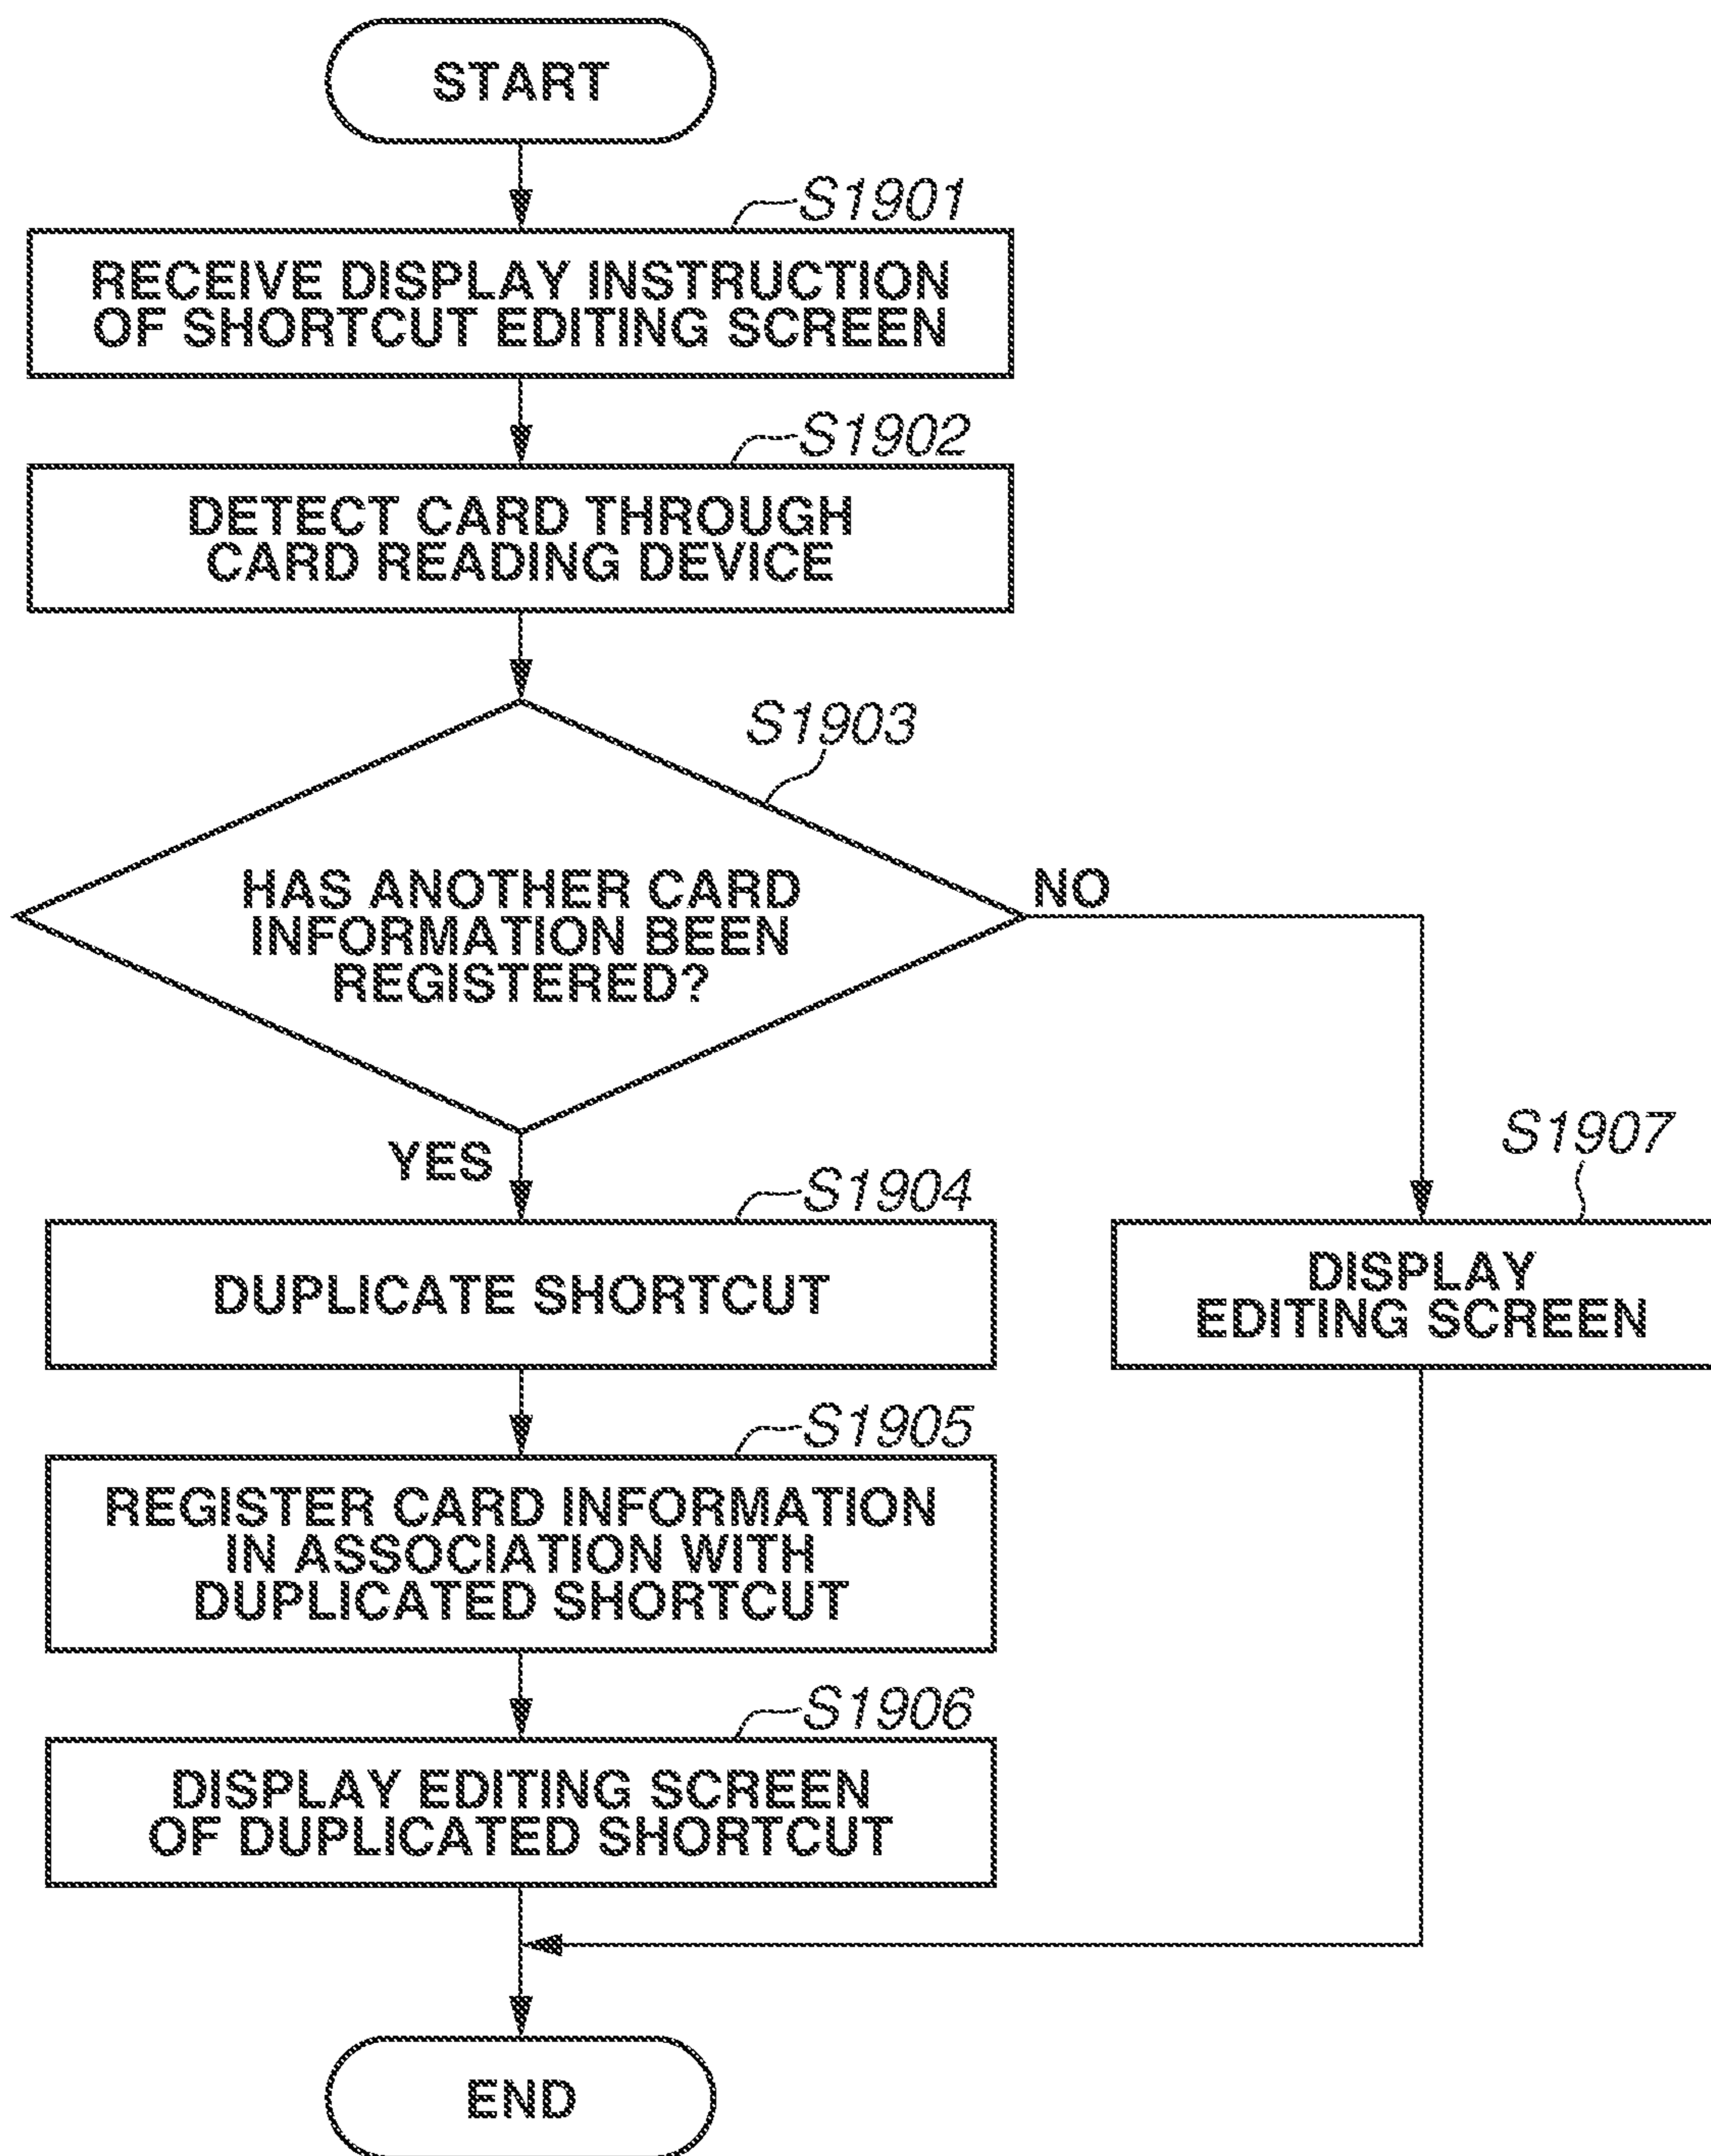 START
S1901
RECEIVE DISPLAY INSTRUCTION
OF SHORTCUT EDITING SCREEN
S1902
DETECT CARD THROUGH
CARD READING DEVICE
S1903
HAS ANOTHER CARD
INFORMATION BEEN
REGISTERED?
NO
YES
S1904
DUPLICATE SHORTCUT
S1907
DISPLAY
EDITING SCREEN
S1905
REGISTER CARD INFORMATION
IN ASSOCIATION WITH
DUPLICATED SHORTCUT
S1906
DISPLAY EDITING SCREEN
OF DUPLICATED SHORTCUT
END